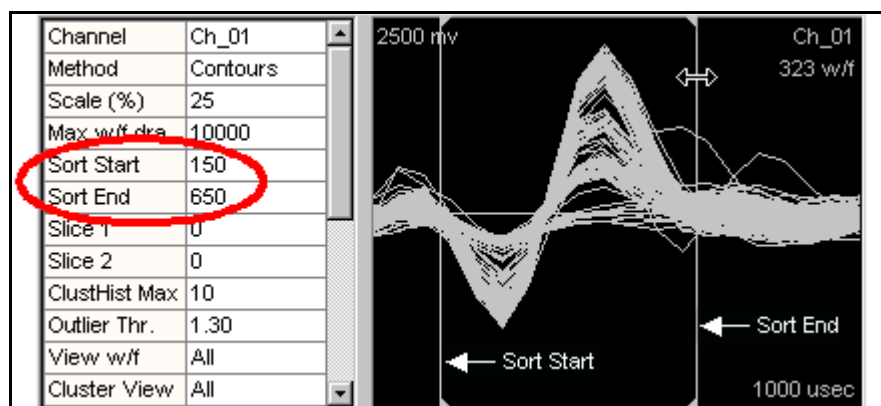 Channel Ch_01
Method Contours
Scale (%) 25
Max w/f dra 10000
Sort Start 150
Sort End 650
Slice 1 0
Slice 2 0
ClustHist Max 10
Outlier Thr. 1.30
View w/f All
Cluster View All
2500 mv Ch_01
323 w/f
Sort End
Sort Start
1000 usec